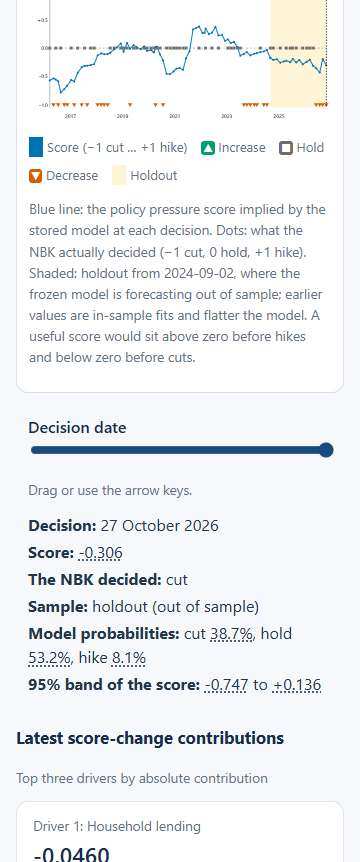 +0.5
0.0
−0.5
−1.0
2017
2019
2021
2023
2025
Score (−1 cut ... +1 hike)
Increase
Hold
Decrease
Holdout
Blue line: the policy pressure score implied by the
stored model at each decision. Dots: what the
NBK actually decided (−1 cut, 0 hold, +1 hike).
Shaded: holdout from 2024-09-02, where the
frozen model is forecasting out of sample; earlier
values are in-sample fits and flatter the model. A
useful score would sit above zero before hikes
and below zero before cuts.
Decision date
Drag or use the arrow keys.
Decision: 27 October 2026
Score: -0.306
The NBK decided: cut
Sample: holdout (out of sample)
Model probabilities: cut 38.7%, hold
53.2%, hike 8.1%
95% band of the score: -0.747 to +0.136
Latest score-change contributions
Top three drivers by absolute contribution
Driver 1: Household lending
-0.0460